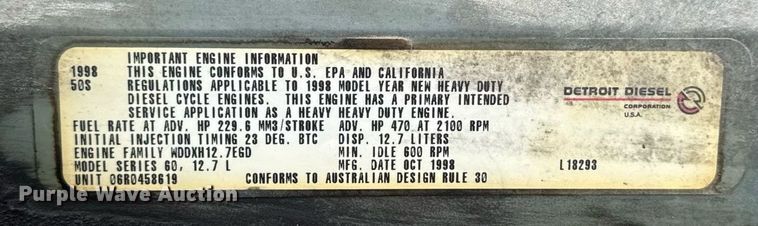 IMPORTANT ENGINE INFORMATION
1998 THIS ENGINE CONFORMS TO U.S. EPA AND CALIFORNIA
50S REGULATIONS APPLICABLE TO 1998 MODEL YEAR NEW HEAVY DUTY
DIESEL CYCLE ENGINES. THIS ENGINE HAS A PRIMARY INTENDED
SERVICE APPLICATION AS A HEAVY HEAVY DUTY ENGINE.
FUEL RATE AT ADV. HP 229.6 MM3/STROKE ADV. HP 470 AT 2100 RPM
INITIAL INJECTION TIMING 23 DEG. BTC DISP. 12.7 LITERS
ENGINE FAMILY WDDXH12.7EGD MIN. IDLE 600 RPM
MODEL SERIES 60, 12.7 L MFG. DATE OCT 1998
UNIT 06R0458619 CONFORMS TO AUSTRALIAN DESIGN RULE 30
DETROIT DIESEL
CORPORATION
U.S.A.
L18293
Purple Wave Auction